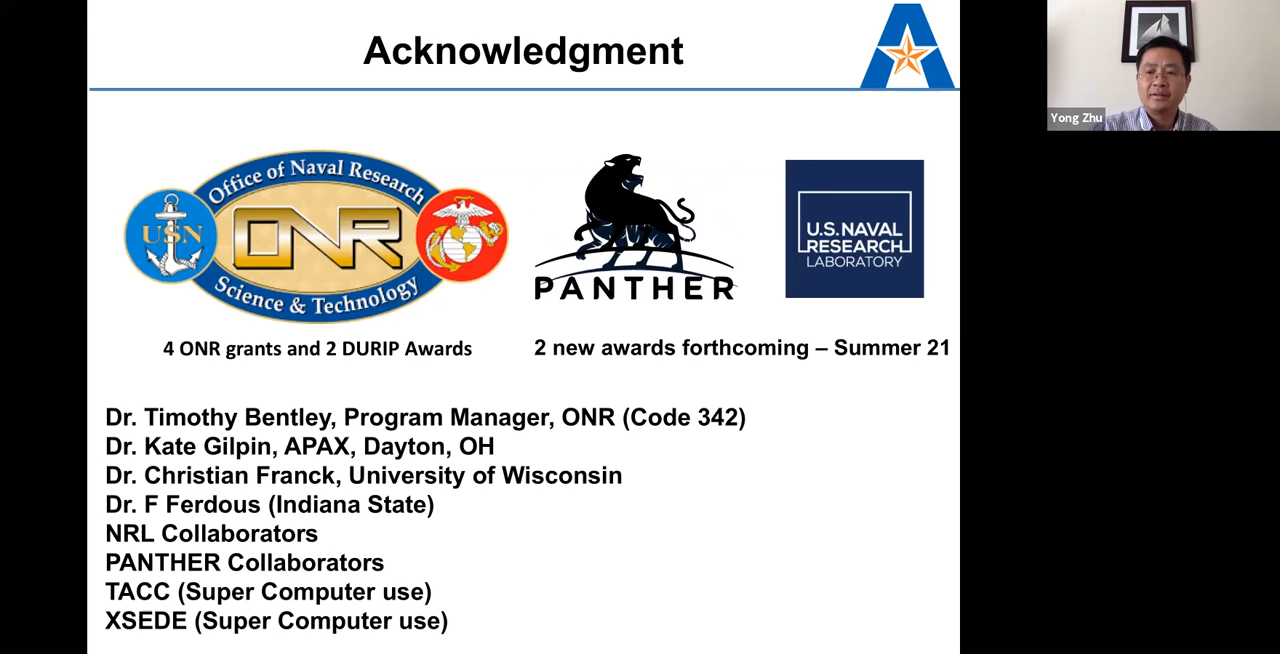 Acknowledgment
Yong Zhu
Office of Naval Research
USN
ONR
Science & Technology
PANTHER
U.S. NAVAL
RESEARCH
LABORATORY
4 ONR grants and 2 DURIP Awards
2 new awards forthcoming – Summer 21
Dr. Timothy Bentley, Program Manager, ONR (Code 342)
Dr. Kate Gilpin, APAX, Dayton, OH
Dr. Christian Franck, University of Wisconsin
Dr. F Ferdous (Indiana State)
NRL Collaborators
PANTHER Collaborators
TACC (Super Computer use)
XSEDE (Super Computer use)